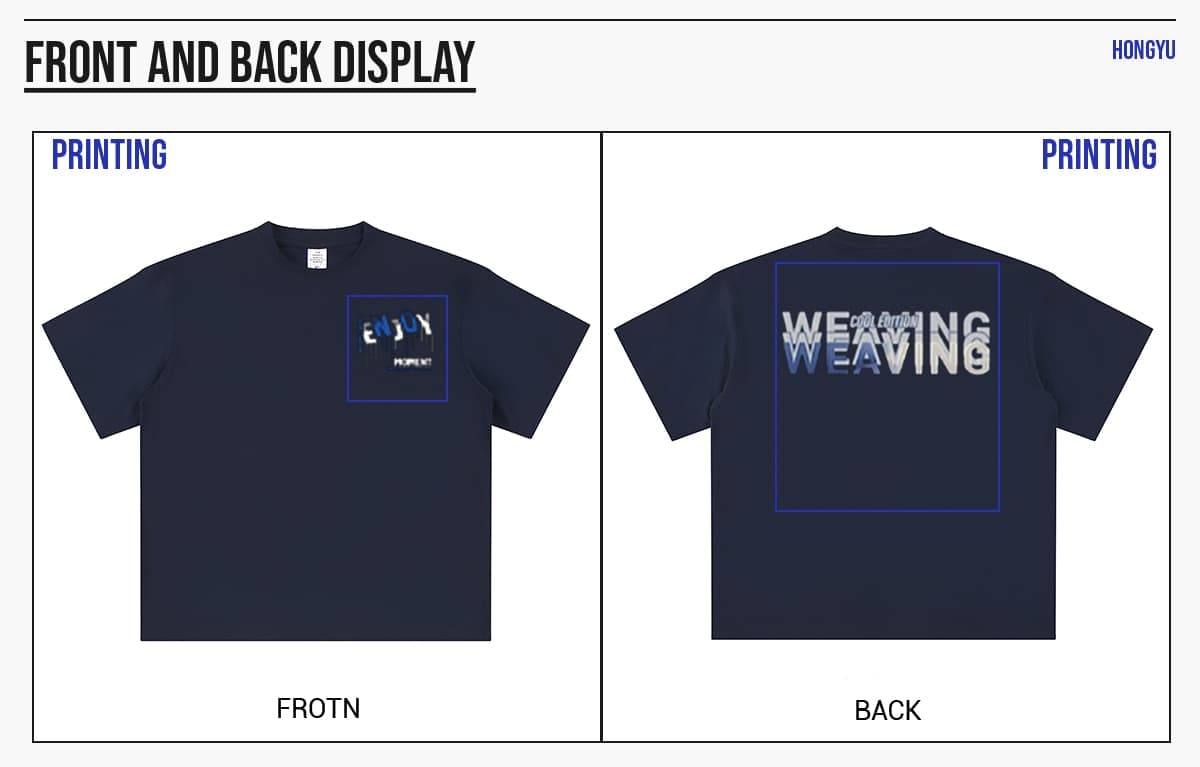 FRONT AND BACK DISPLAY
HONGYU
PRINTING
PRINTING
ENJOY
MOMENT
WEAVING
COOL EDITION
WEAVING
FROTN
BACK